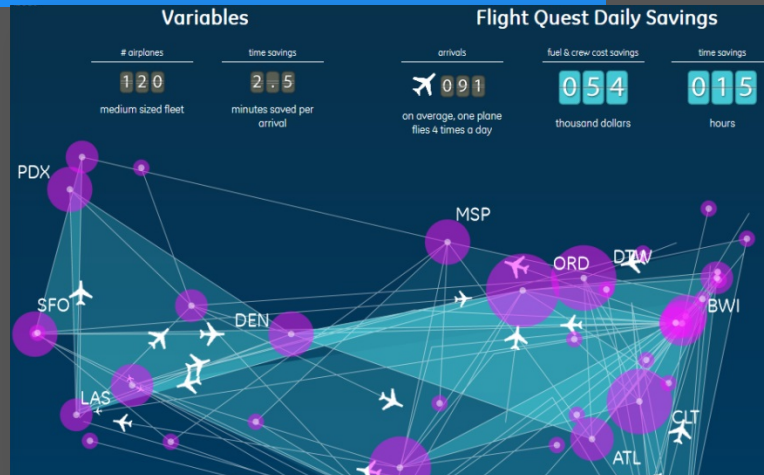 Variables
Flight Quest Daily Savings
# airplanes
time savings
arrivals
fuel & crew cost savings
time savings
120
2.5
091
054
015
medium sized fleet
minutes saved per
arrival
on average, one plane
flies 4 times a day
thousand dollars
hours
PDX
MSP
ORD
DTW
SFO
DEN
BWI
LAS
CLT
ATL